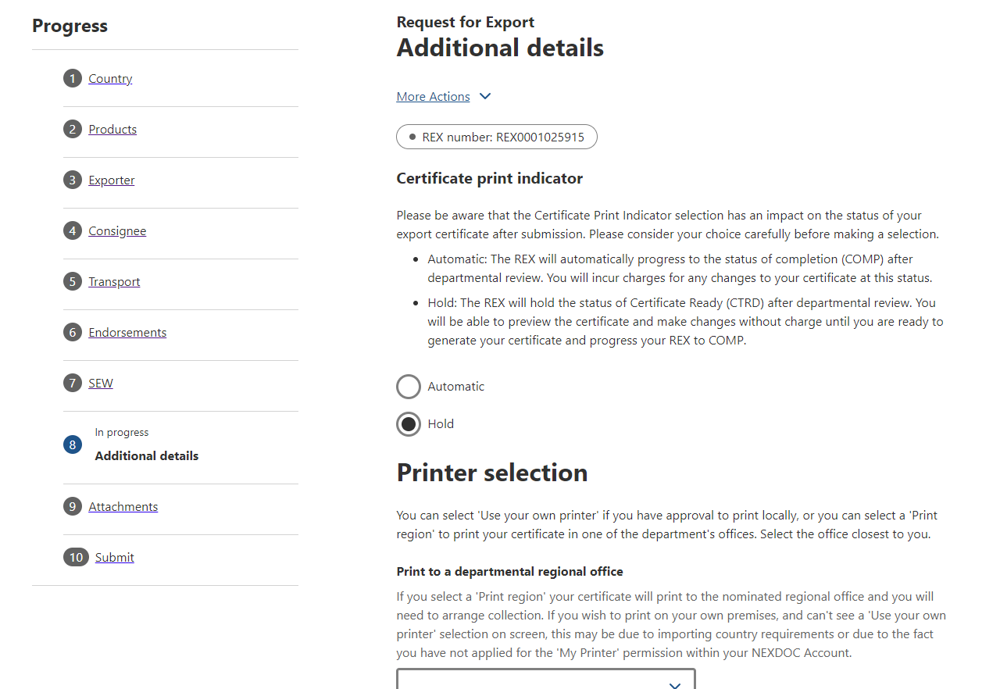 Progress
1 Country
2 Products
3 Exporter
4 Consignee
5 Transport
6 Endorsements
7 SEW
In progress
8 Additional details
9 Attachments
10 Submit
Request for Export
Additional details
More Actions
REX number: REX0001025915
Certificate print indicator
Please be aware that the Certificate Print Indicator selection has an impact on the status of your
export certificate after submission. Please consider your choice carefully before making a selection.
• Automatic: The REX will automatically progress to the status of completion (COMP) after
departmental review. You will incur charges for any changes to your certificate at this status.
• Hold: The REX will hold the status of Certificate Ready (CTRD) after departmental review. You
will be able to preview the certificate and make changes without charge until you are ready to
generate your certificate and progress your REX to COMP.
Automatic
Hold
Printer selection
You can select 'Use your own printer' if you have approval to print locally, or you can select a 'Print
region' to print your certificate in one of the department's offices. Select the office closest to you.
Print to a departmental regional office
If you select a 'Print region' your certificate will print to the nominated regional office and you will
need to arrange collection. If you wish to print on your own premises, and can't see a 'Use your own
printer' selection on screen, this may be due to importing country requirements or due to the fact
you have not applied for the 'My Printer' permission within your NEXDOC Account.